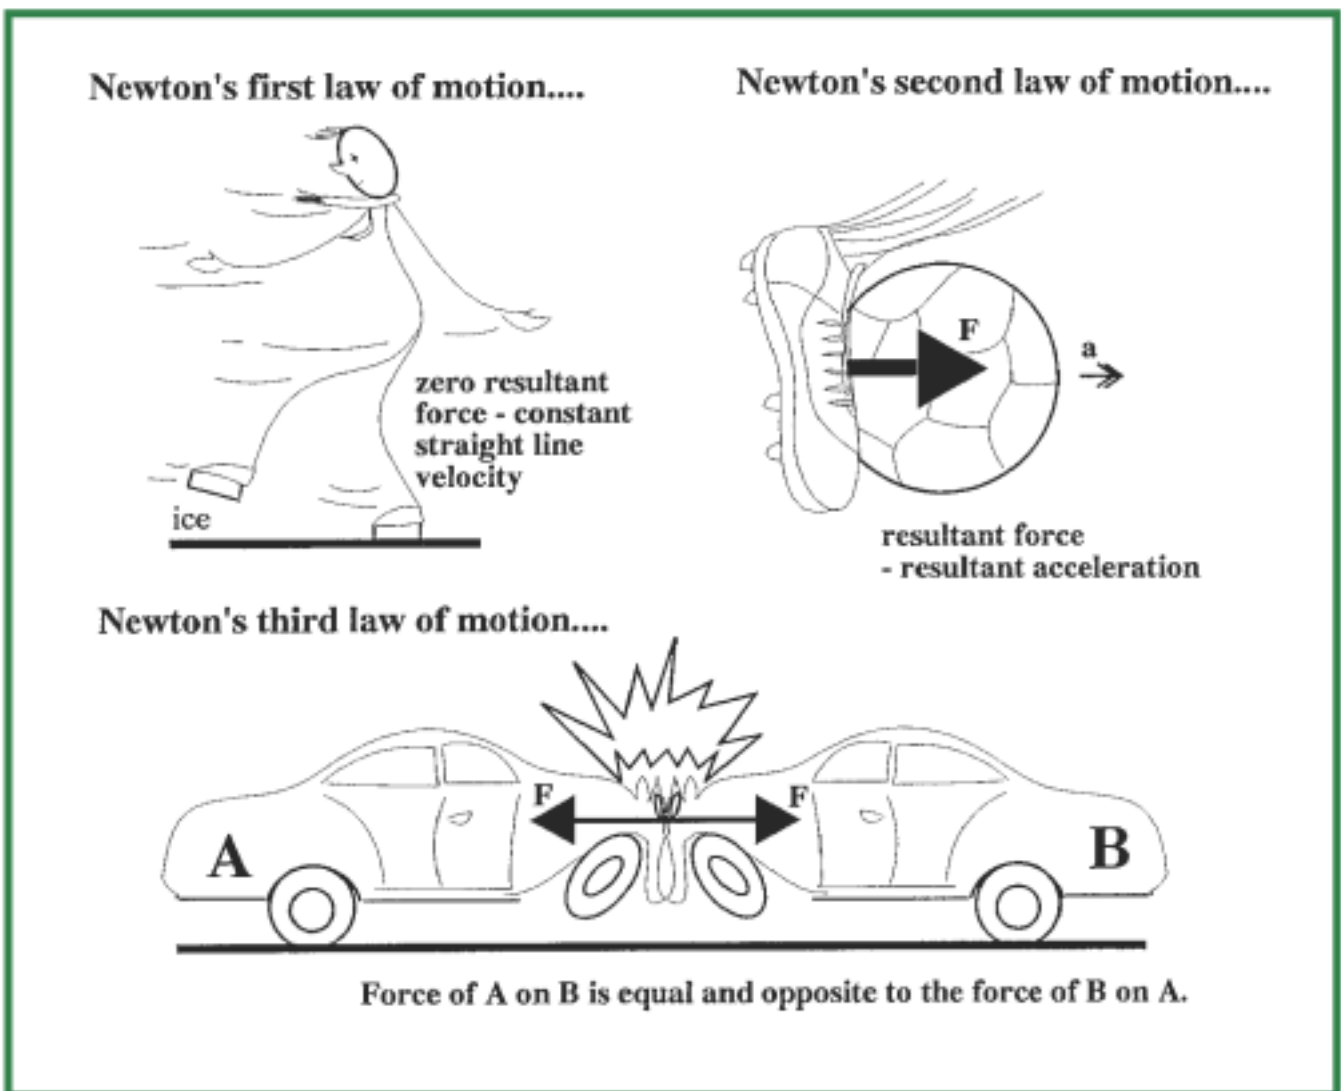 Newton's first law of motion....
Newton's second law of motion....
F
a
zero resultant
force - constant
straight line
velocity
ice
resultant force
- resultant acceleration
Newton's third law of motion....
F
F
A
B
Force of A on B is equal and opposite to the force of B on A.